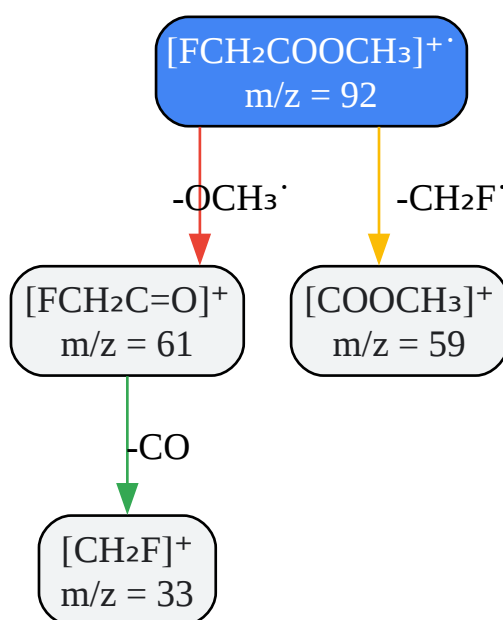 [FCH₂COOCH₃]⁺˙
m/z = 92
-OCH₃˙
-CH₂F˙
[FCH₂C=O]⁺
m/z = 61
[COOCH₃]⁺
m/z = 59
-CO
[CH₂F]⁺
m/z = 33